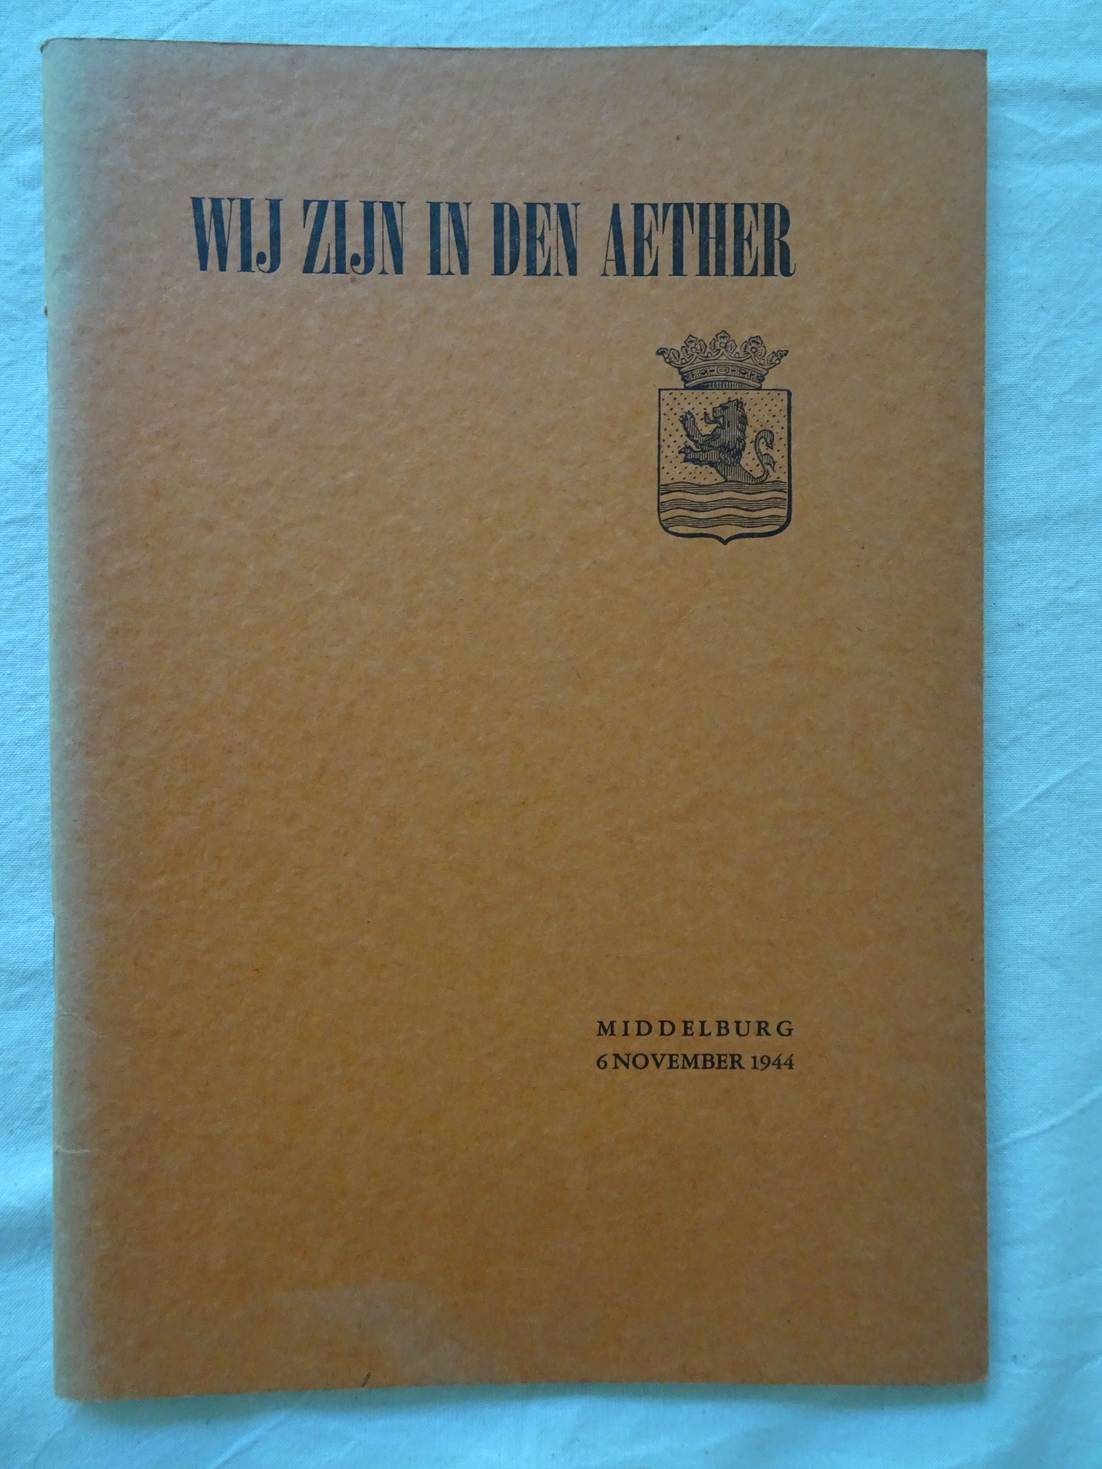 WIJ ZIJN IN DEN AETHER
MIDDELBURG
6 NOVEMBER 1944